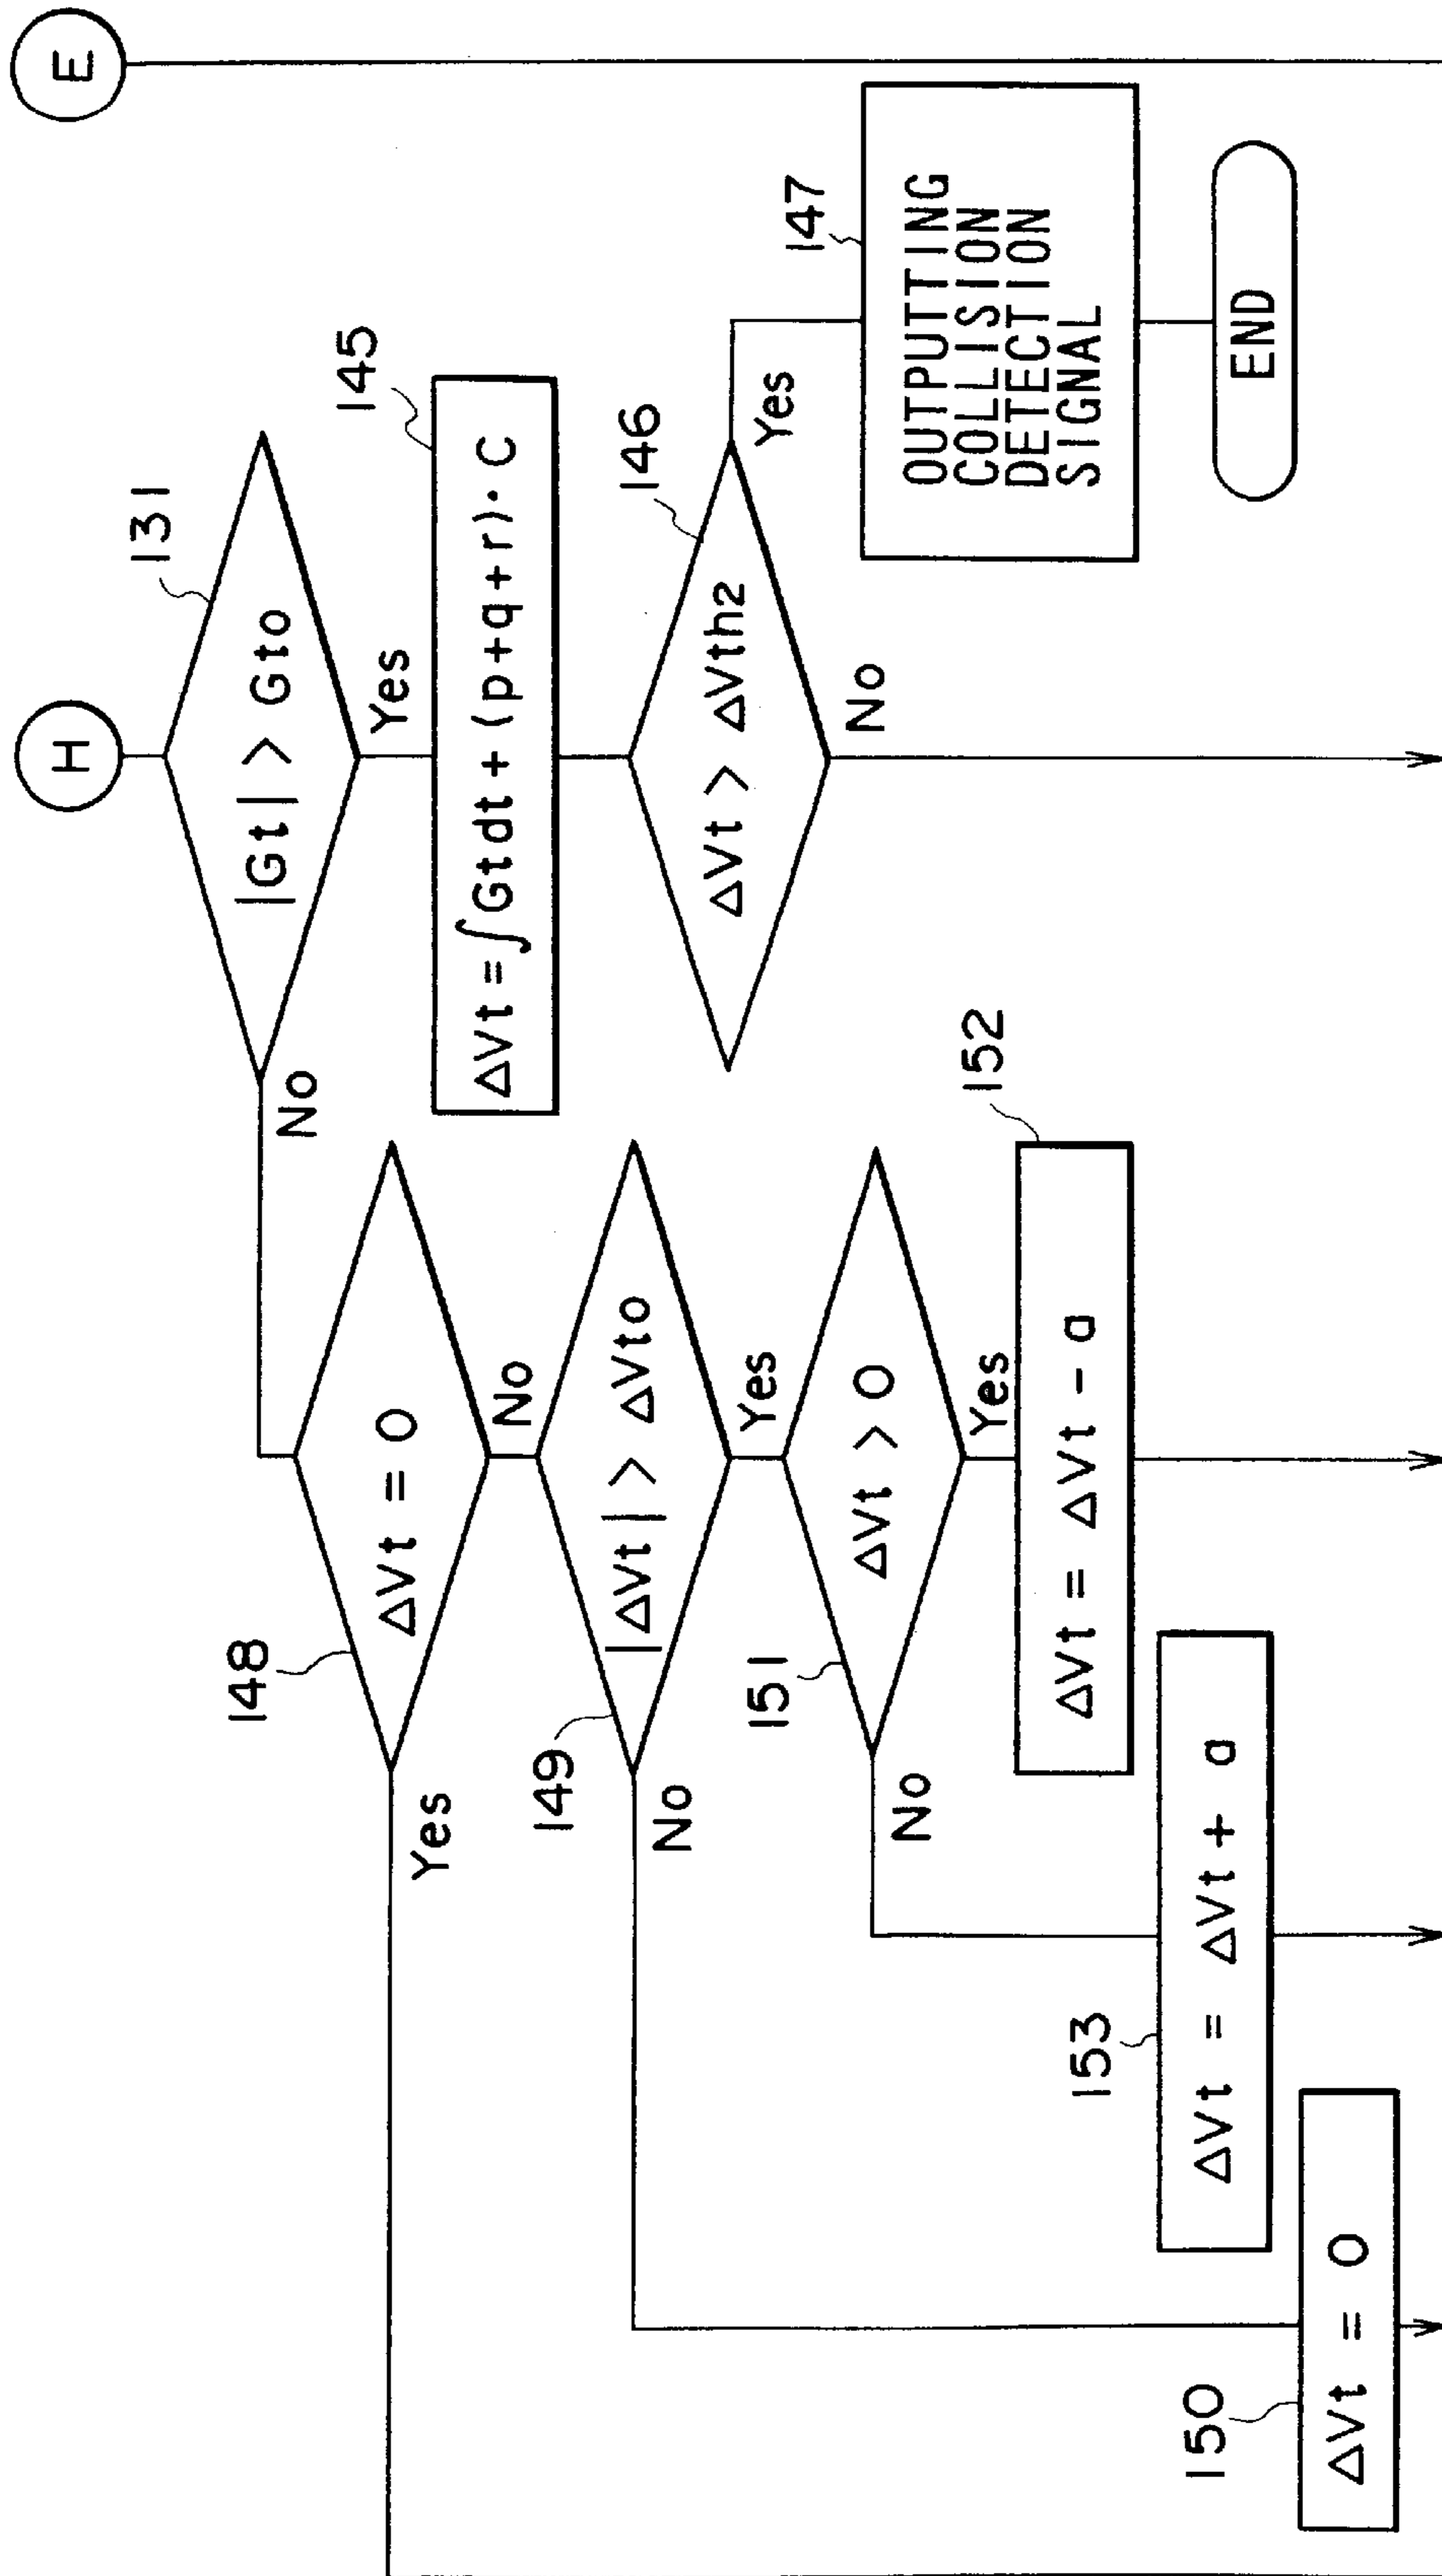 H
E
131
|Gt| > Gto
No
Yes
145
ΔVt = ∫Gtdt + (p+q+r)・C
146
ΔVt > ΔVth2
Yes
No
147
OUTPUTTING
COLLISION
DETECTION
SIGNAL
END
148
ΔVt = 0
Yes
No
149
|ΔVt| > ΔVto
No
Yes
151
ΔVt > 0
No
Yes
152
ΔVt = ΔVt - a
153
ΔVt = ΔVt + a
150
ΔVt = 0